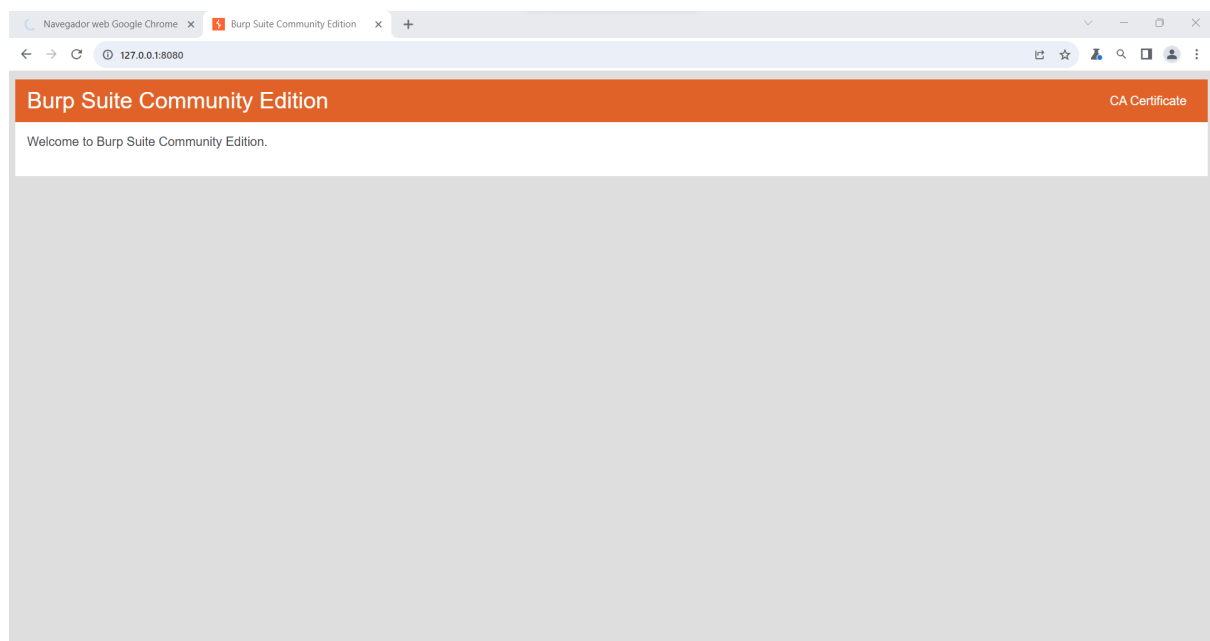 Navegador web Google Chrome
Burp Suite Community Edition
127.0.0.1:8080
Burp Suite Community Edition
CA Certificate
Welcome to Burp Suite Community Edition.